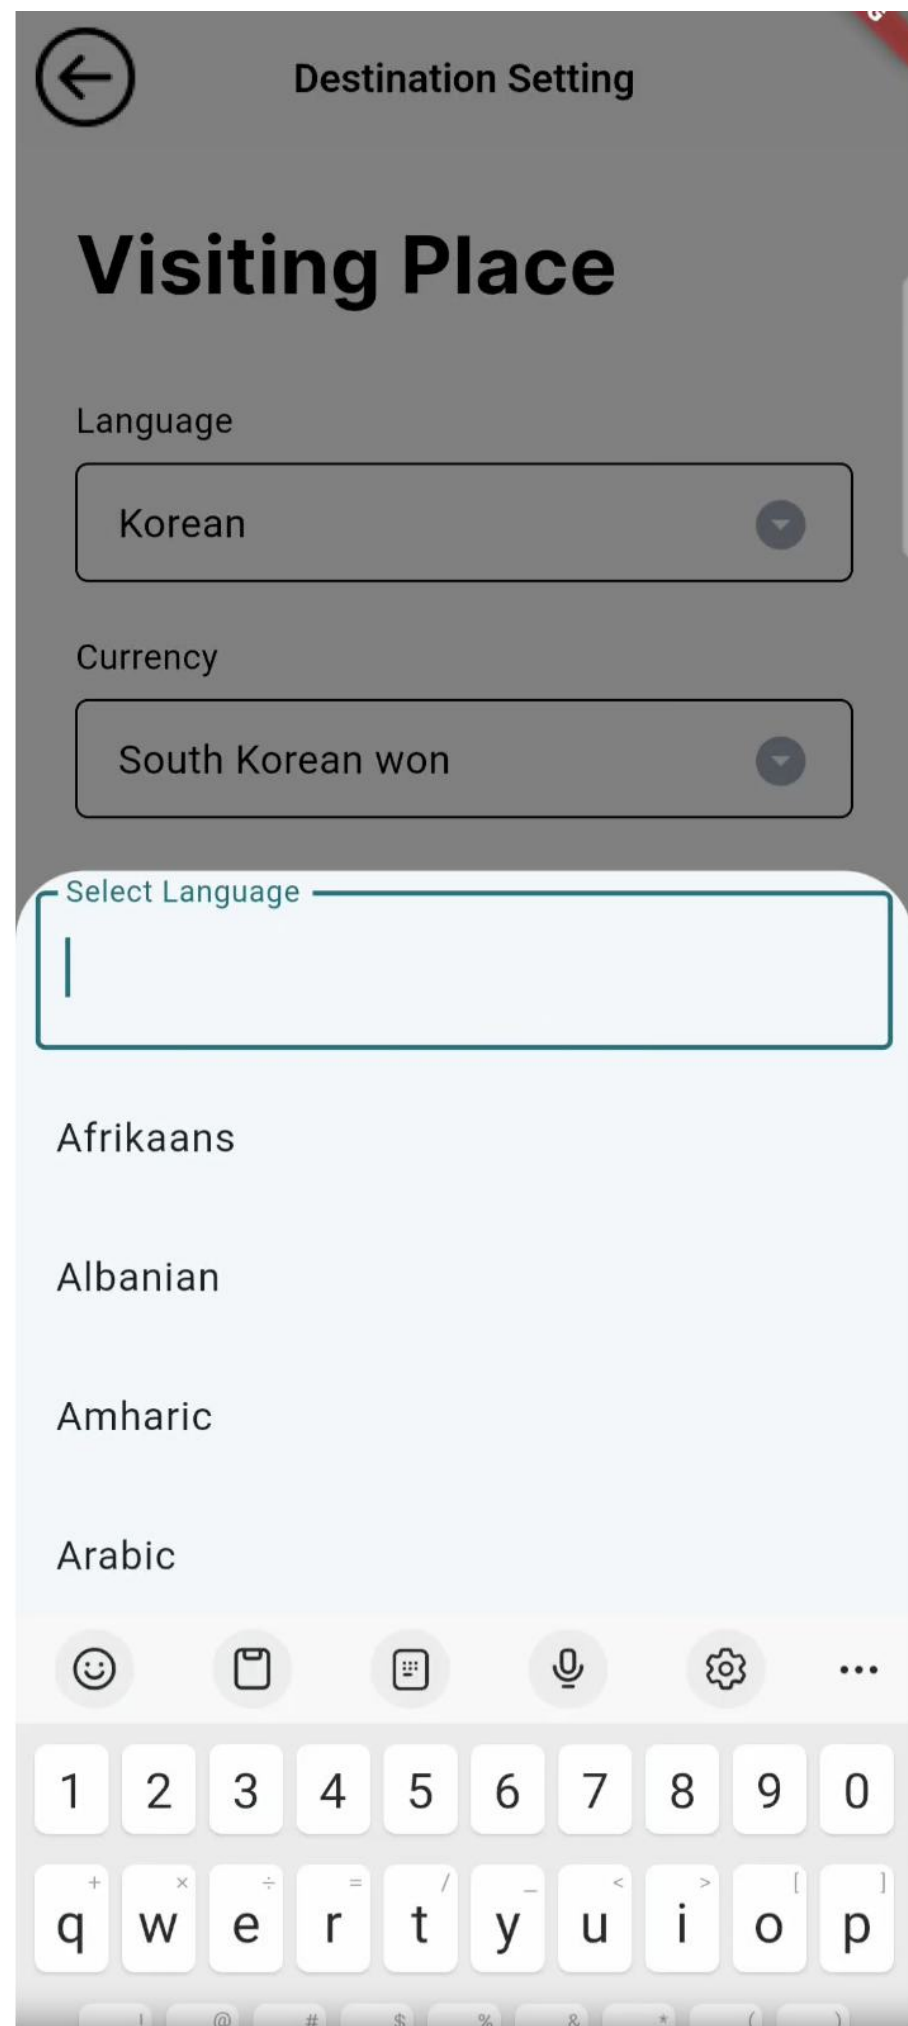 Destination Setting
Visiting Place
Language
Korean
Currency
South Korean won
Select Language
Afrikaans
Albanian
Amharic
Arabic
1 2 3 4 5 6 7 8 9 0
+ × ÷ = / _ < > [ ]
q w e r t y u i o p
! @ # $ % & * ( )